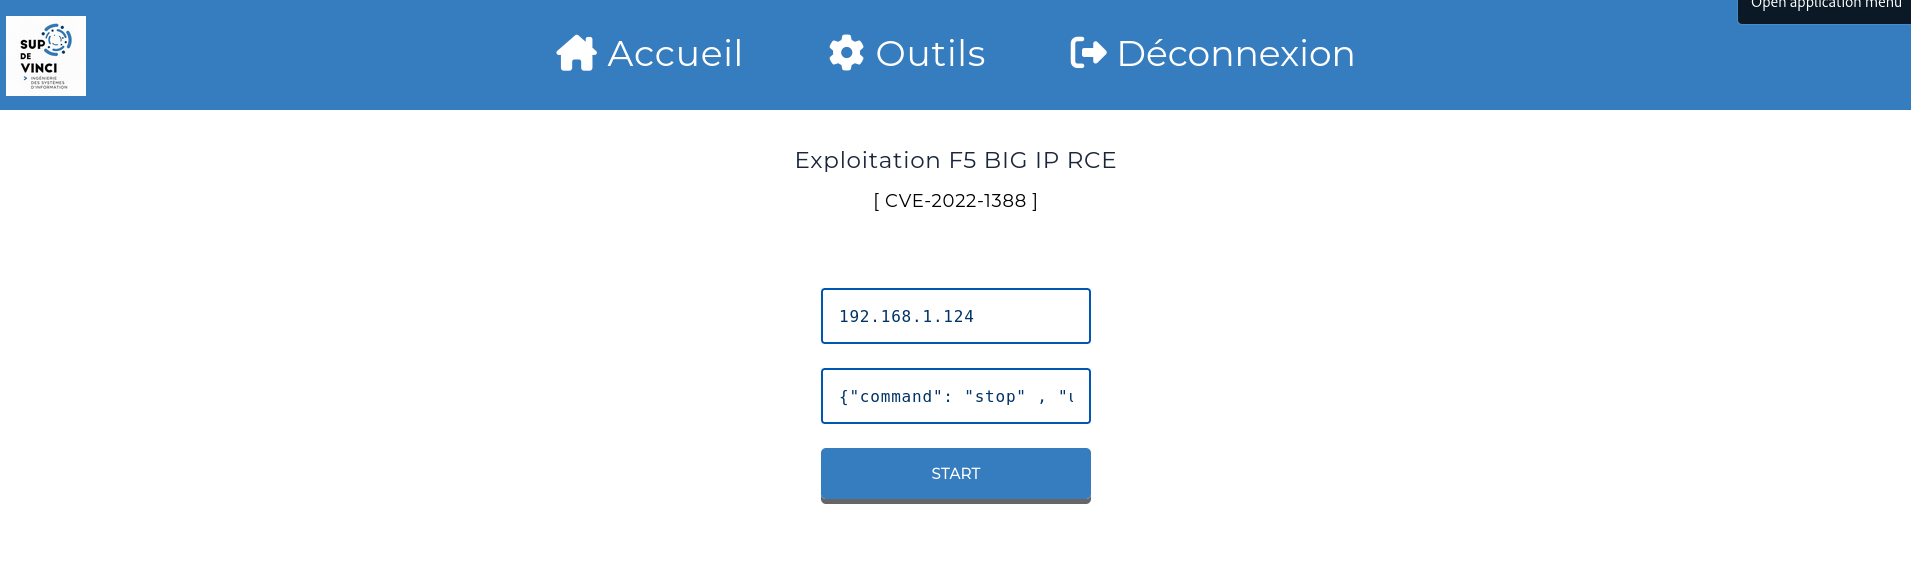 Open application menu
SUP
DE
VINCI
INGÉNIERIE
DES SYSTÈMES
D'INFORMATION
Accueil
Outils
Déconnexion
Exploitation F5 BIG IP RCE
[ CVE-2022-1388 ]
192.168.1.124
{"command": "stop" , "u
START